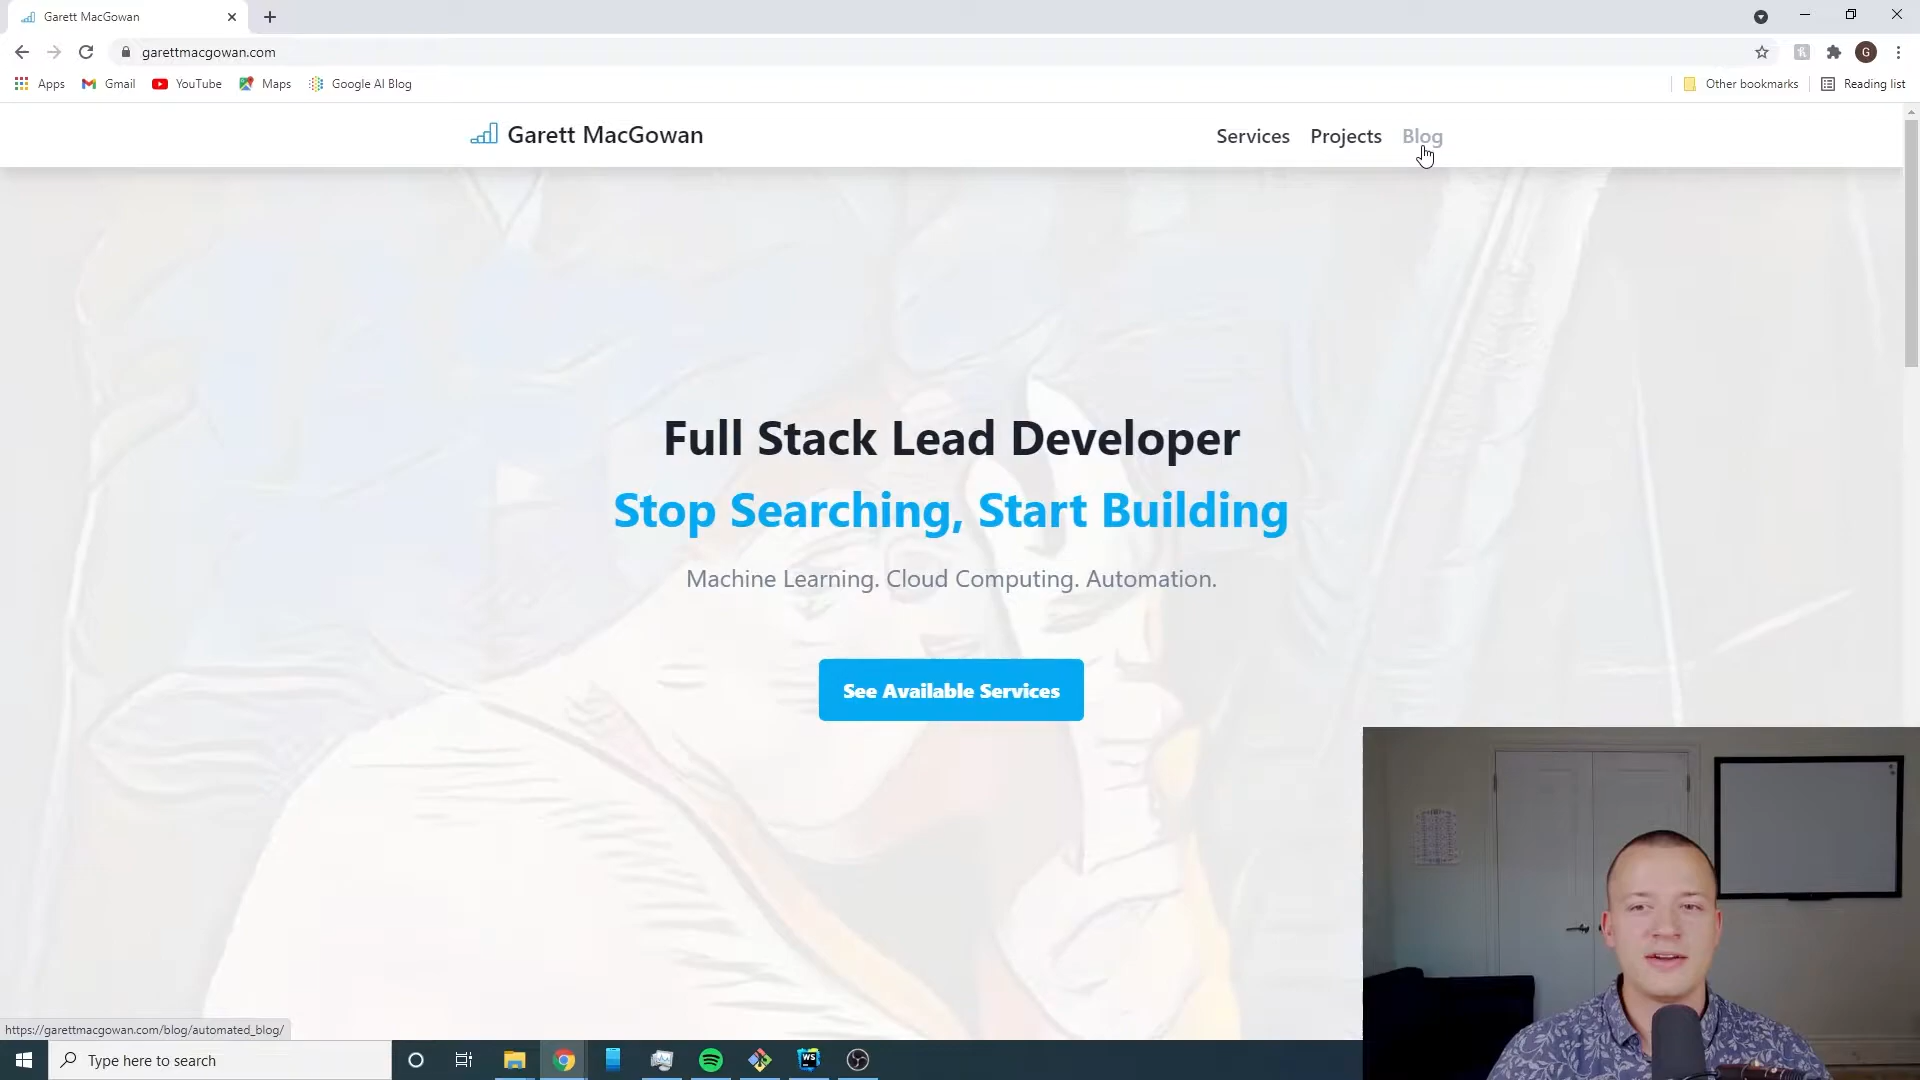 Garett MacGowan
garettmacgowan.com
Apps Gmail YouTube Maps Google AI Blog Other bookmarks Reading list
Garett MacGowan Services Projects Blog
Full Stack Lead Developer
Stop Searching, Start Building
Machine Learning. Cloud Computing. Automation.
See Available Services
https://garettmacgowan.com/blog/automated_blog/
Type here to search